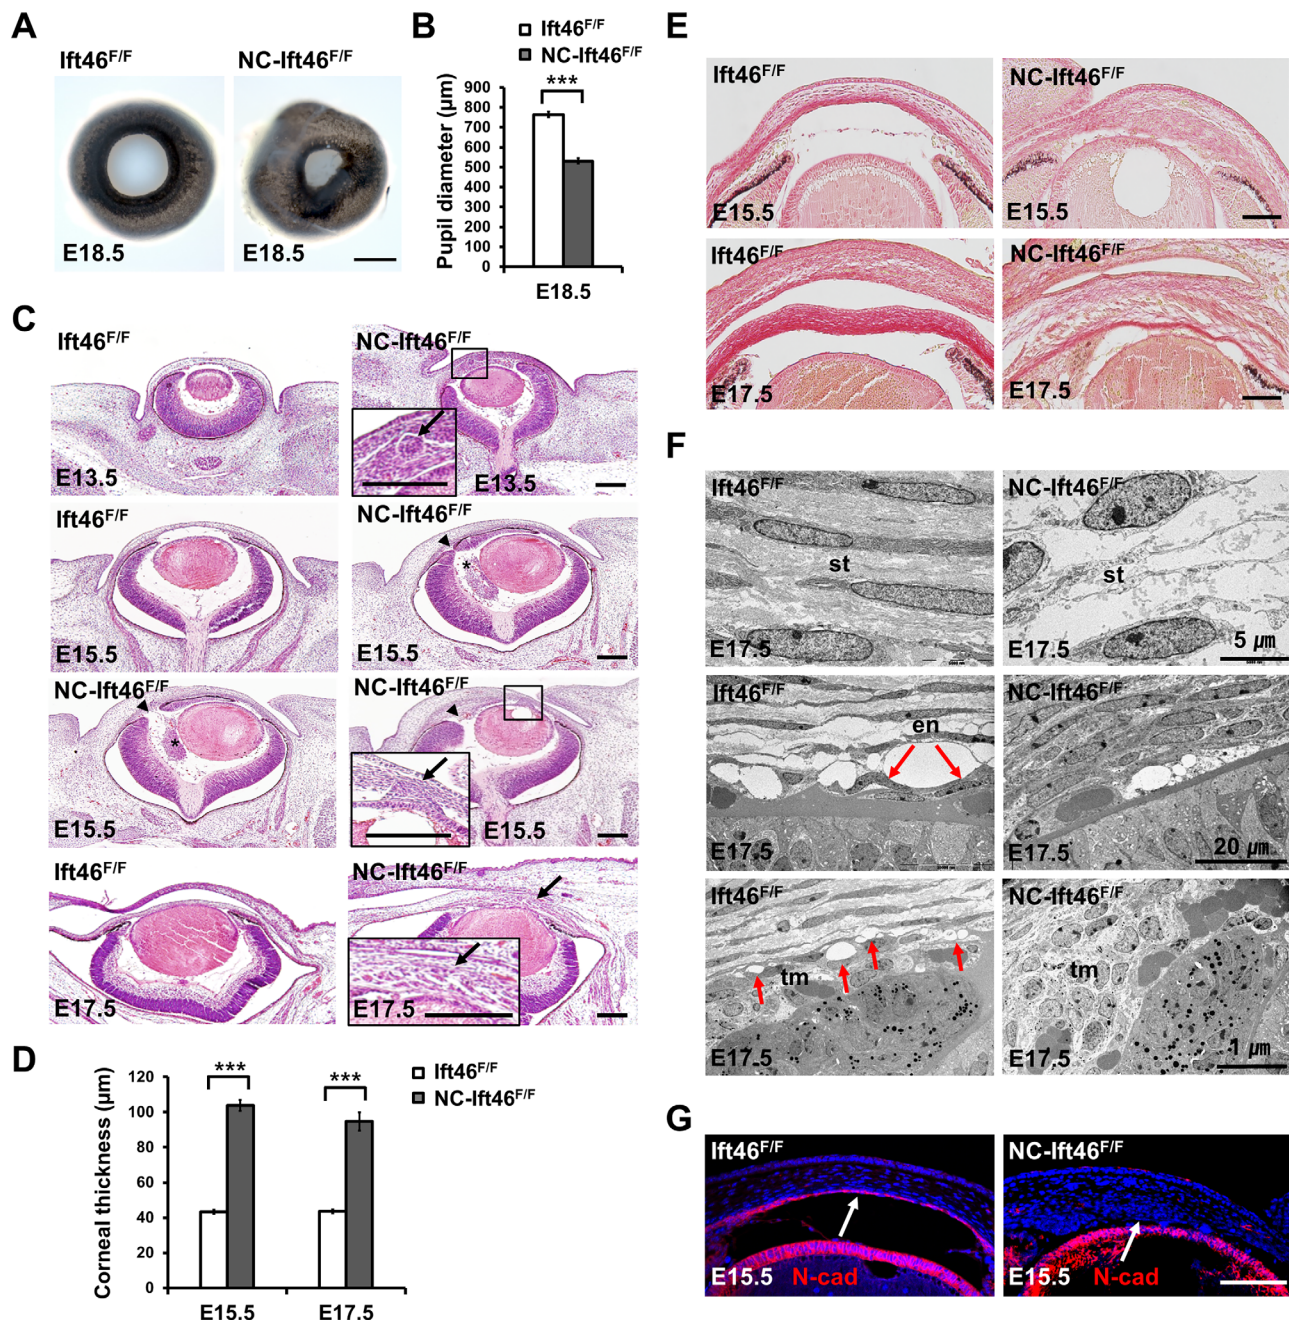 A
Ift46F/F
NC-Ift46F/F
E18.5
E18.5
B
Ift46F/F
NC-Ift46F/F
***
Pupil diameter (µm)
900
800
700
600
500
400
300
200
100
0
E18.5
C
Ift46F/F
NC-Ift46F/F
E13.5
E13.5
Ift46F/F
NC-Ift46F/F
*
E15.5
E15.5
NC-Ift46F/F
NC-Ift46F/F
*
E15.5
E15.5
Ift46F/F
NC-Ift46F/F
E17.5
E17.5
D
Ift46F/F
NC-Ift46F/F
***
***
Corneal thickness (µm)
120
100
80
60
40
20
0
E15.5
E17.5
E
Ift46F/F
NC-Ift46F/F
E15.5
E15.5
Ift46F/F
NC-Ift46F/F
E17.5
E17.5
F
Ift46F/F
NC-Ift46F/F
st
st
E17.5
E17.5
5 µm
Ift46F/F
NC-Ift46F/F
en
E17.5
E17.5
20 µm
Ift46F/F
NC-Ift46F/F
tm
tm
E17.5
E17.5
1 µm
G
Ift46F/F
NC-Ift46F/F
E15.5
N-cad
E15.5
N-cad